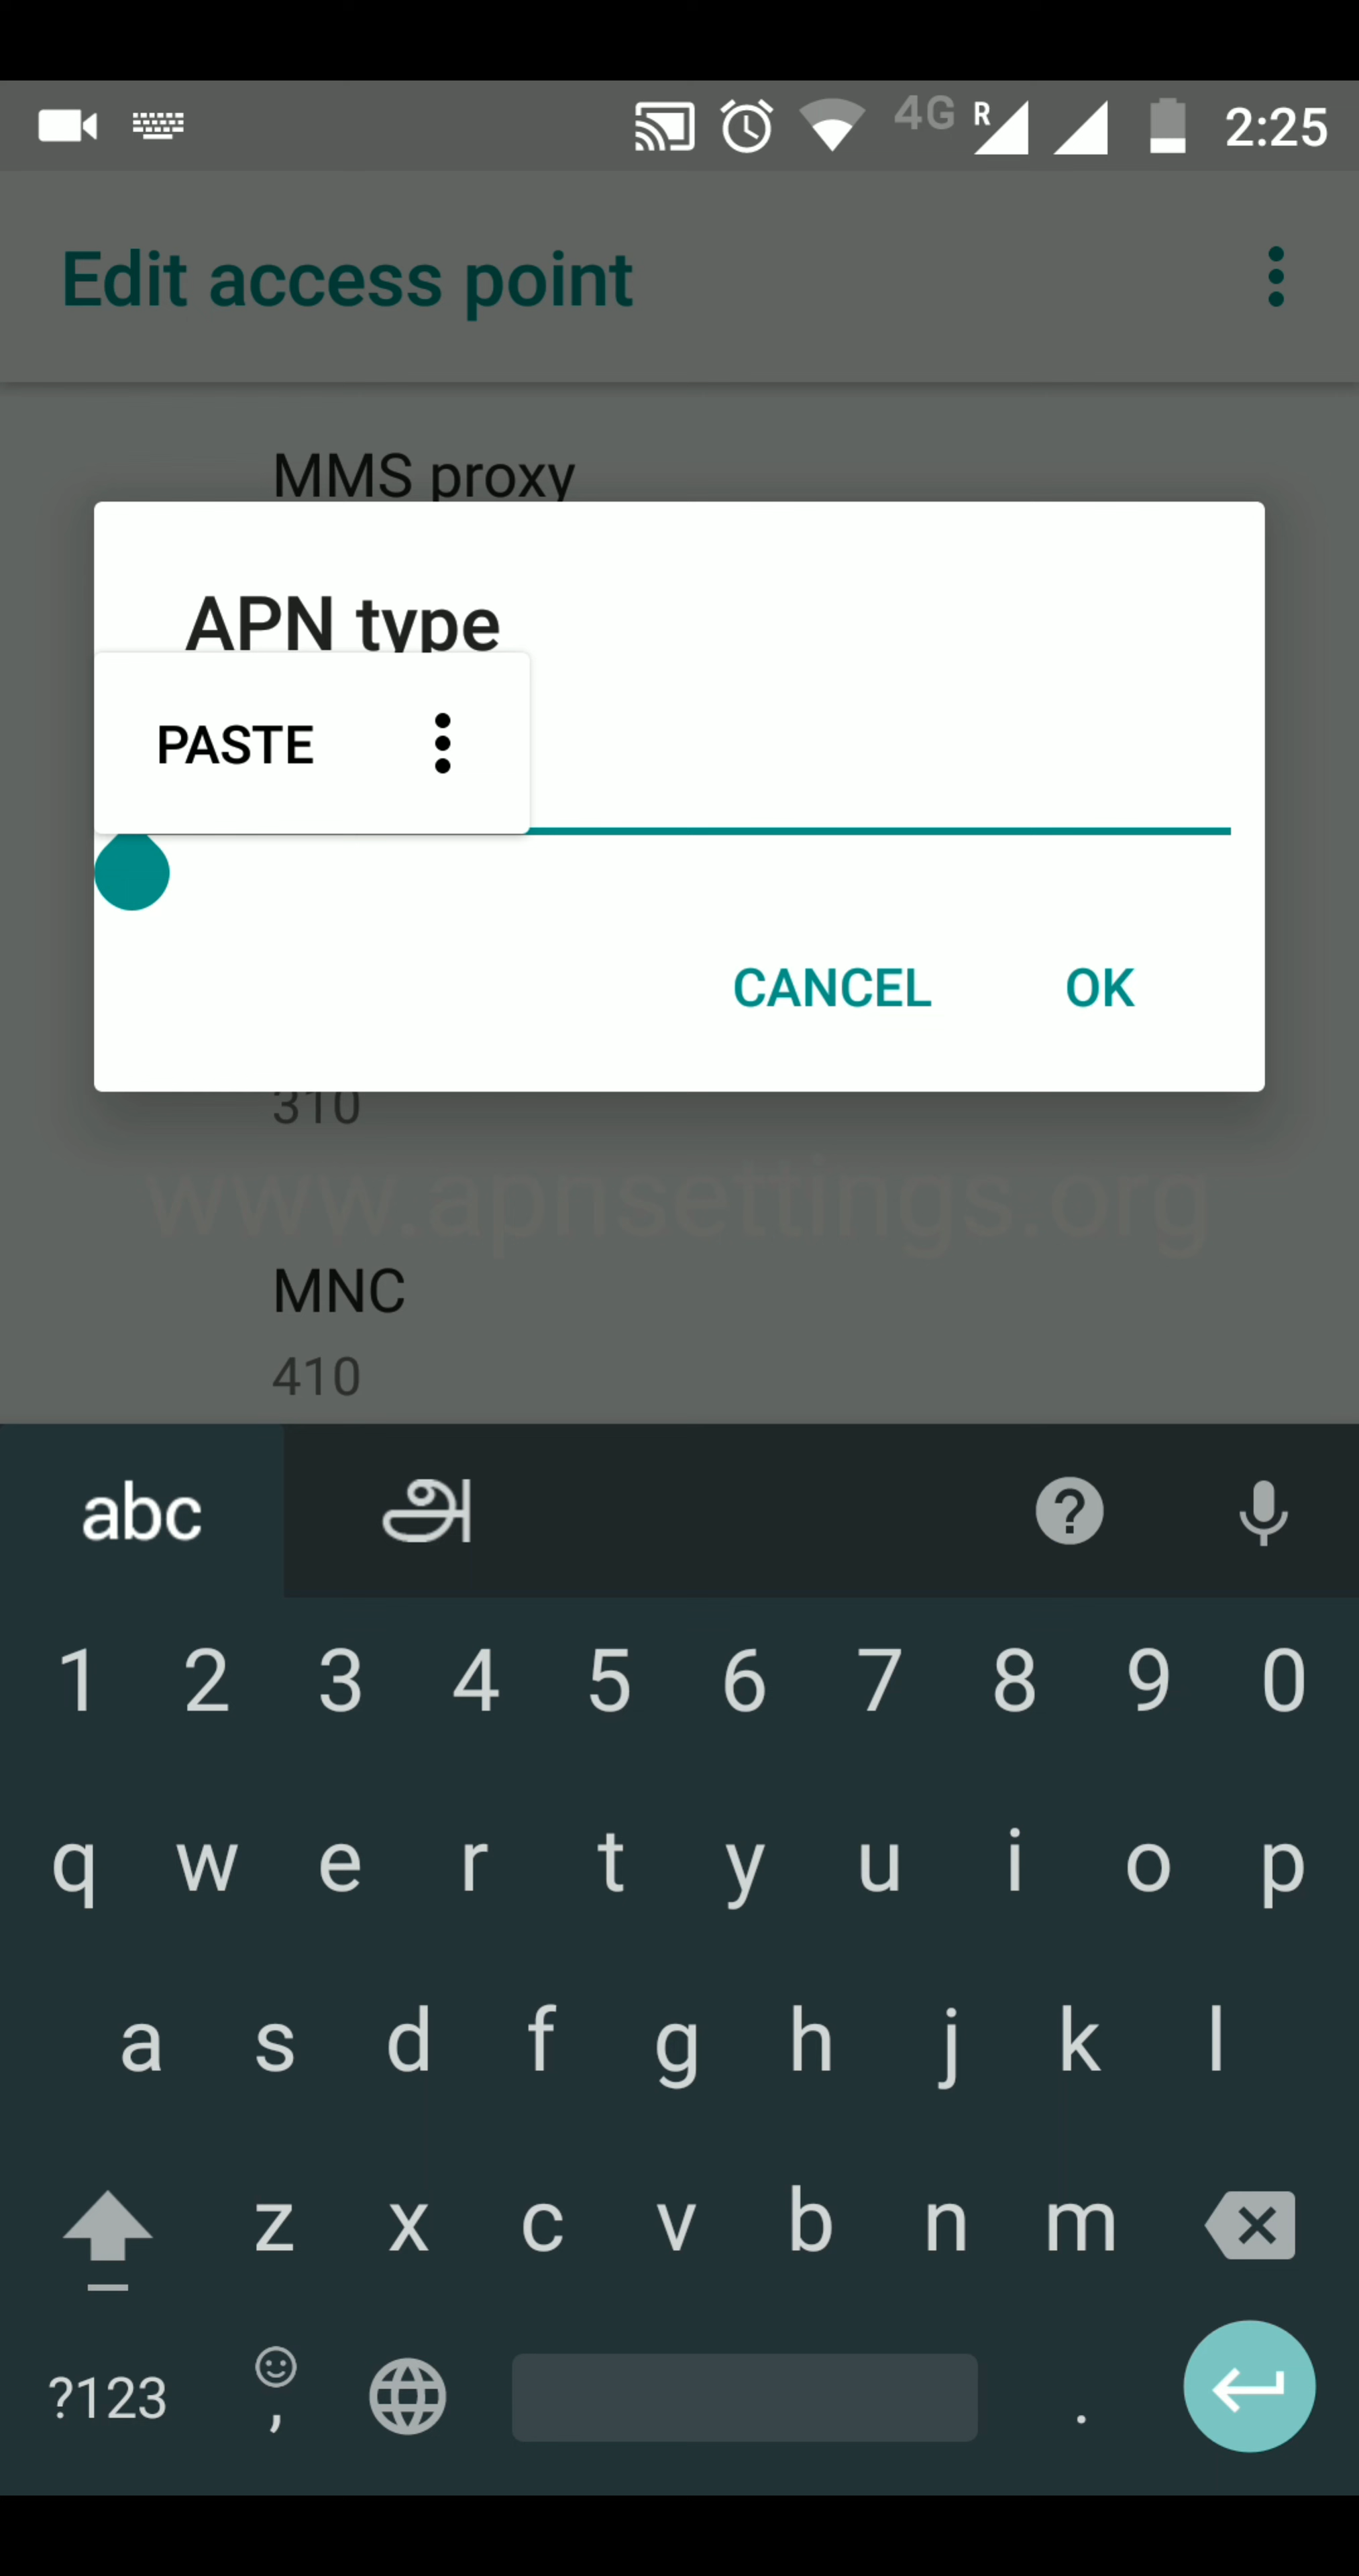 4G R 2:25
Edit access point
MMS proxy
APN type
PASTE
CANCEL OK
310
www.apnsettings.org
MNC
410
abc அ ?
1 2 3 4 5 6 7 8 9 0
q w e r t y u i o p
a s d f g h j k l
z x c v b n m
?123 , .